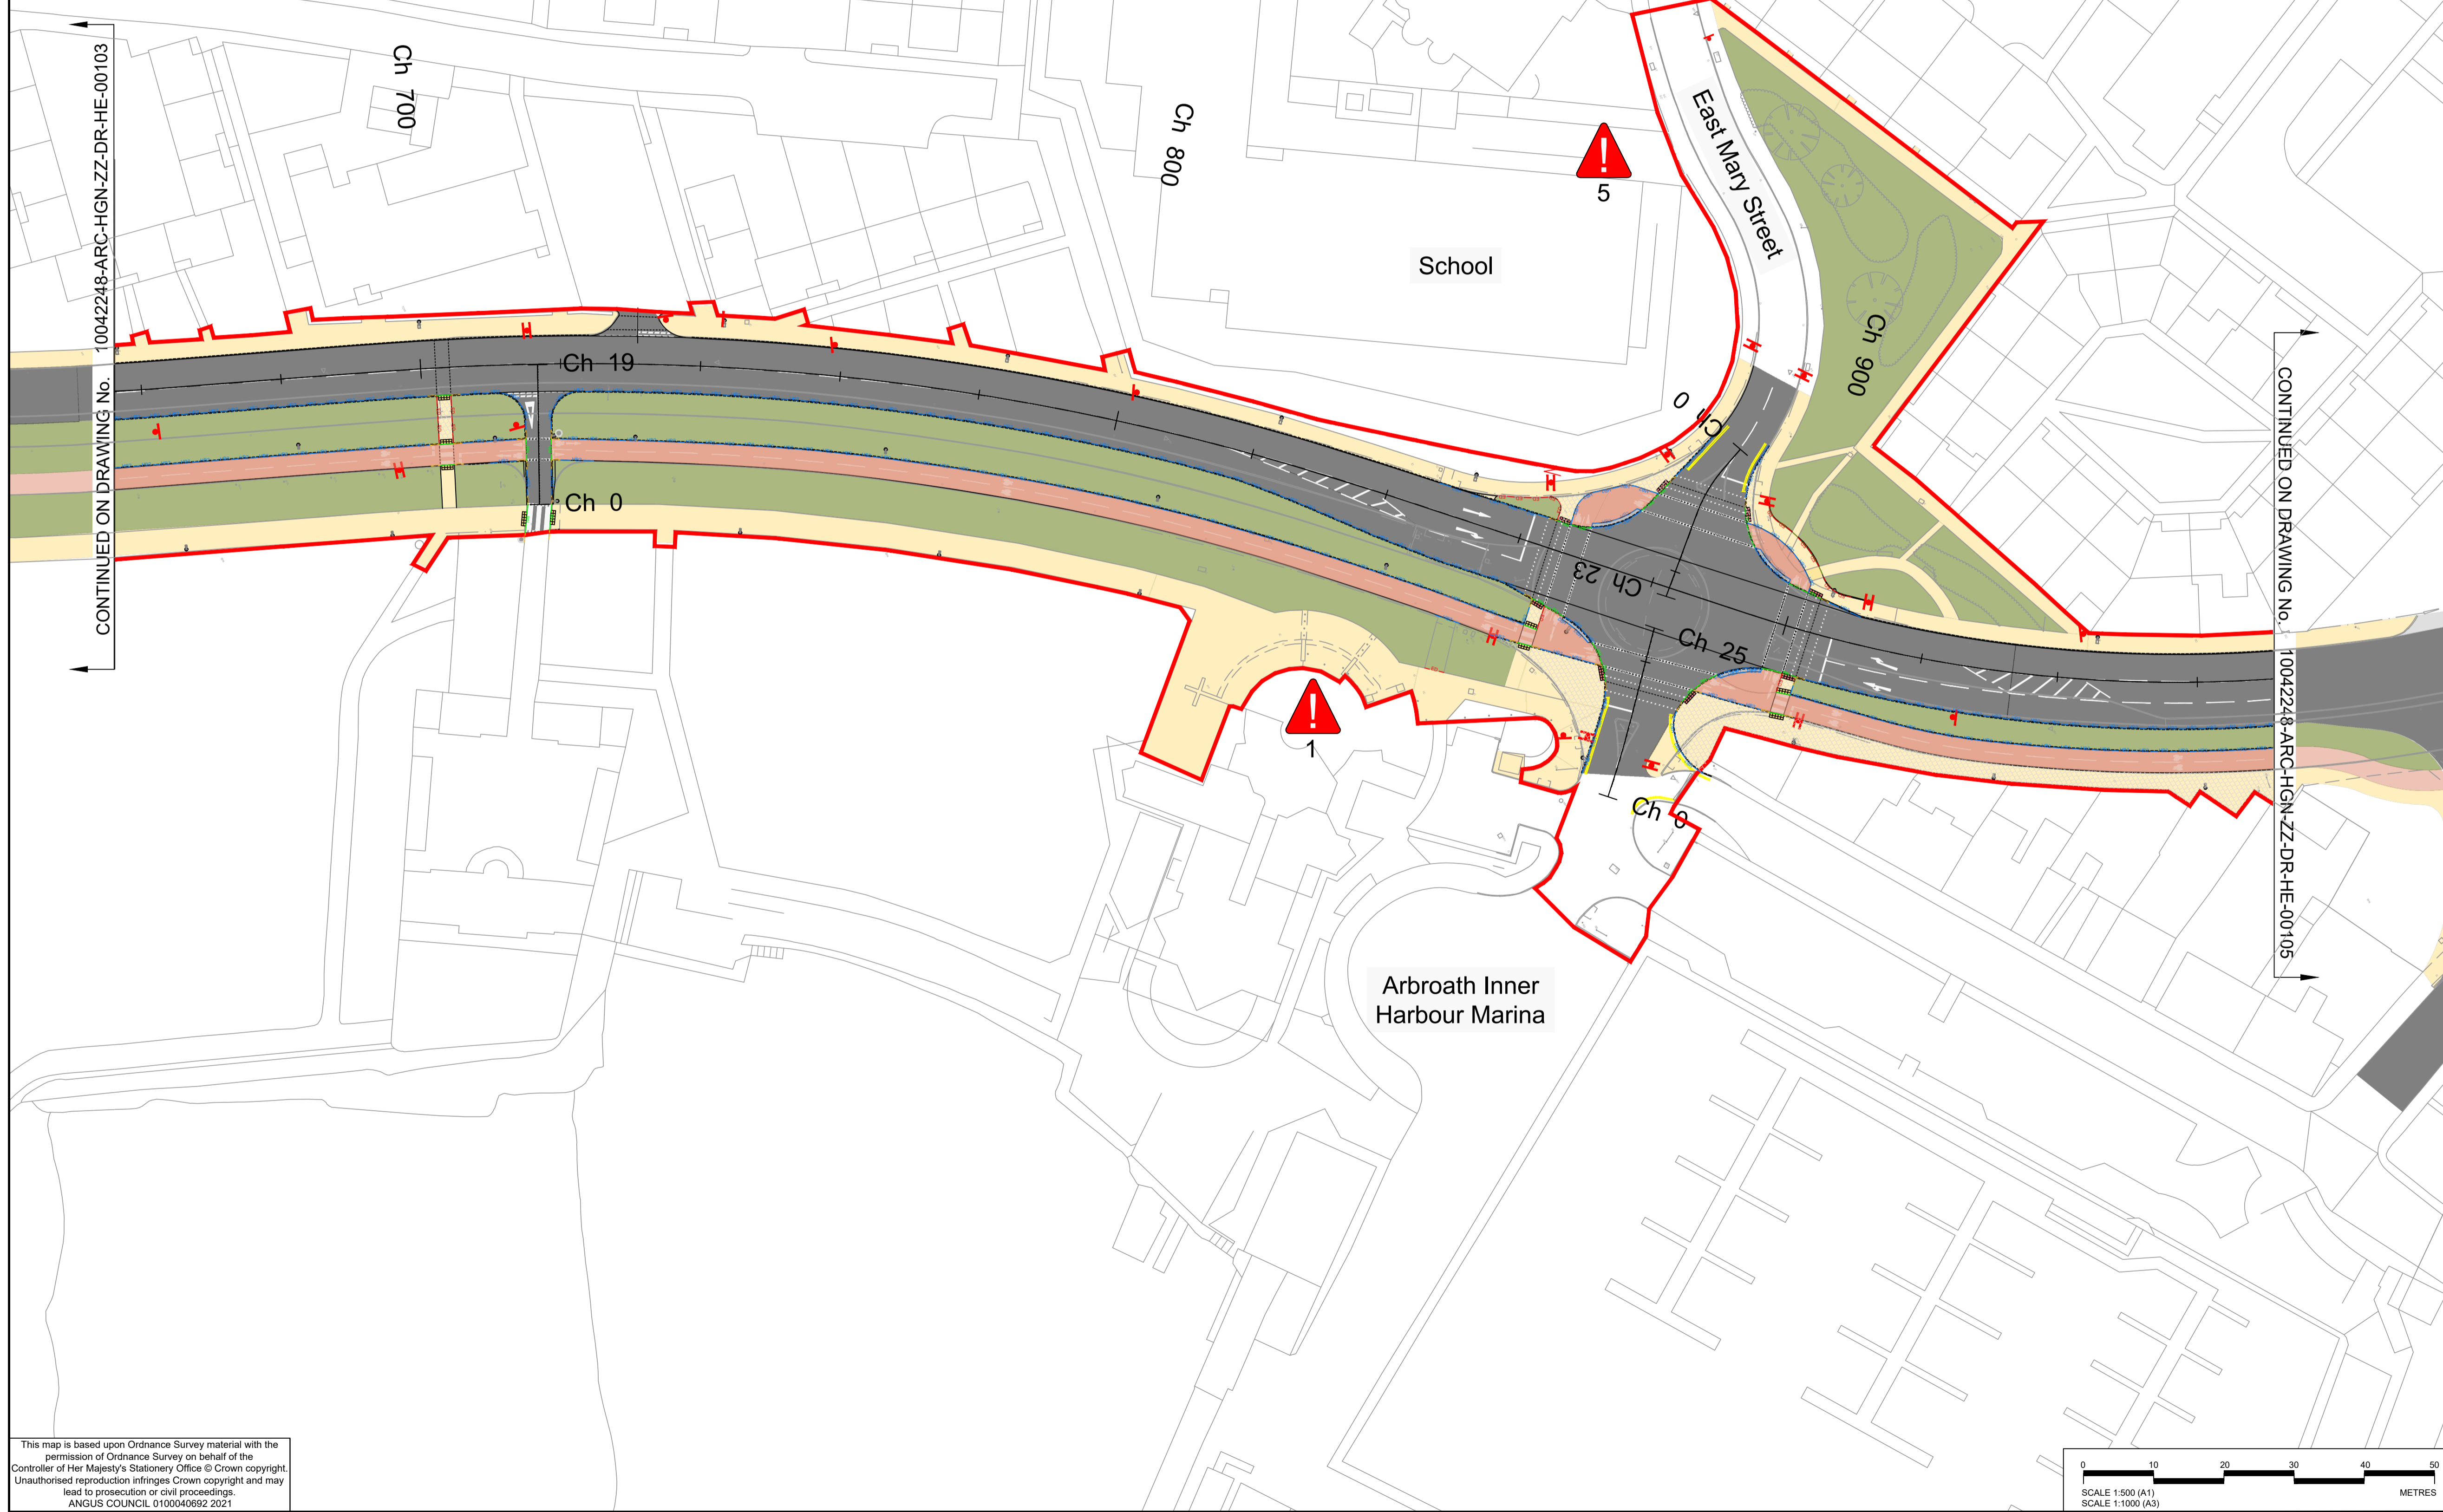 CONTINUED ON DRAWING No. 10042248-ARC-HGN-ZZ-DR-HE-00103
Ch 700
Ch 800
5
East Mary Street
School
Ch 900
CONTINUED ON DRAWING No. 10042248-ARC-HGN-ZZ-DR-HE-00105
Ch 19
Ch 0
Ch 0
Ch 23
Ch 25
1
Ch 0
Arbroath Inner
Harbour Marina
This map is based upon Ordnance Survey material with the
permission of Ordnance Survey on behalf of the
Controller of Her Majesty's Stationery Office © Crown copyright.
Unauthorised reproduction infringes Crown copyright and may
lead to prosecution or civil proceedings.
ANGUS COUNCIL 0100040692 2021
0 10 20 30 40 50
SCALE 1:500 (A1) METRES
SCALE 1:1000 (A3)